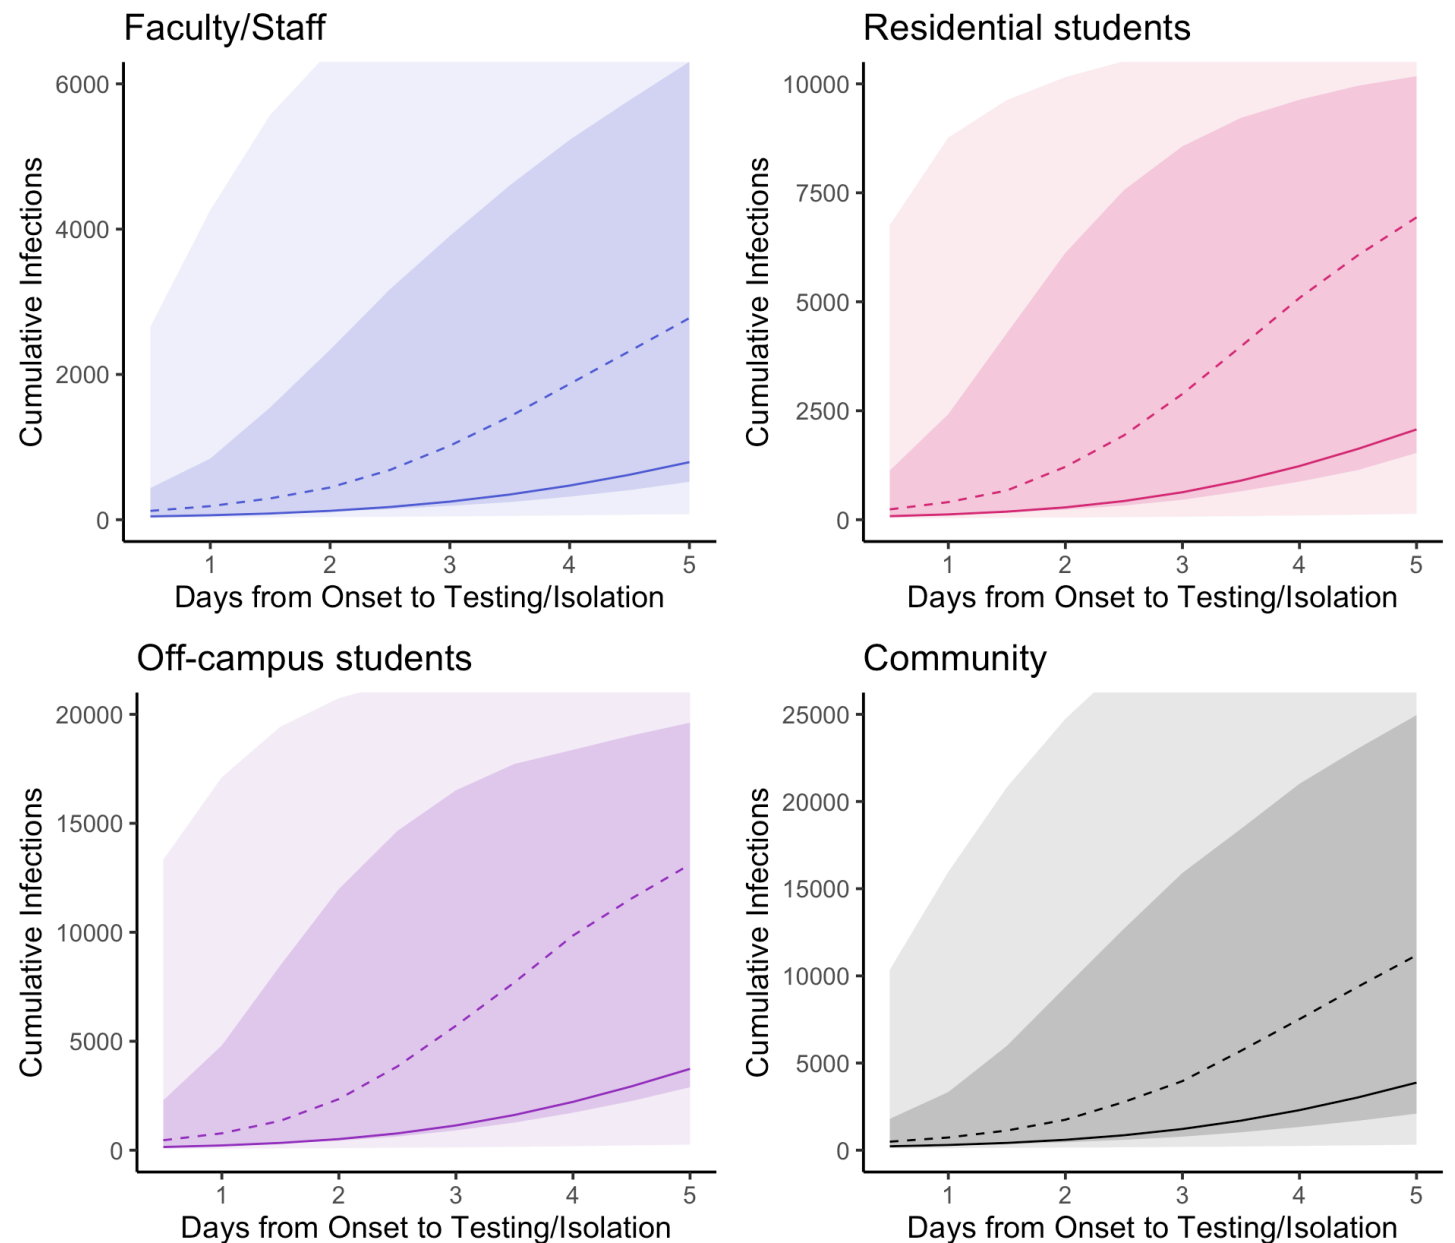 Faculty/Staff
Cumulative Infections
6000
4000
2000
0
1 2 3 4 5
Days from Onset to Testing/Isolation
Residential students
Cumulative Infections
10000
7500
5000
2500
0
1 2 3 4 5
Days from Onset to Testing/Isolation
Off-campus students
Cumulative Infections
20000
15000
10000
5000
0
1 2 3 4 5
Days from Onset to Testing/Isolation
Community
Cumulative Infections
25000
20000
15000
10000
5000
0
1 2 3 4 5
Days from Onset to Testing/Isolation